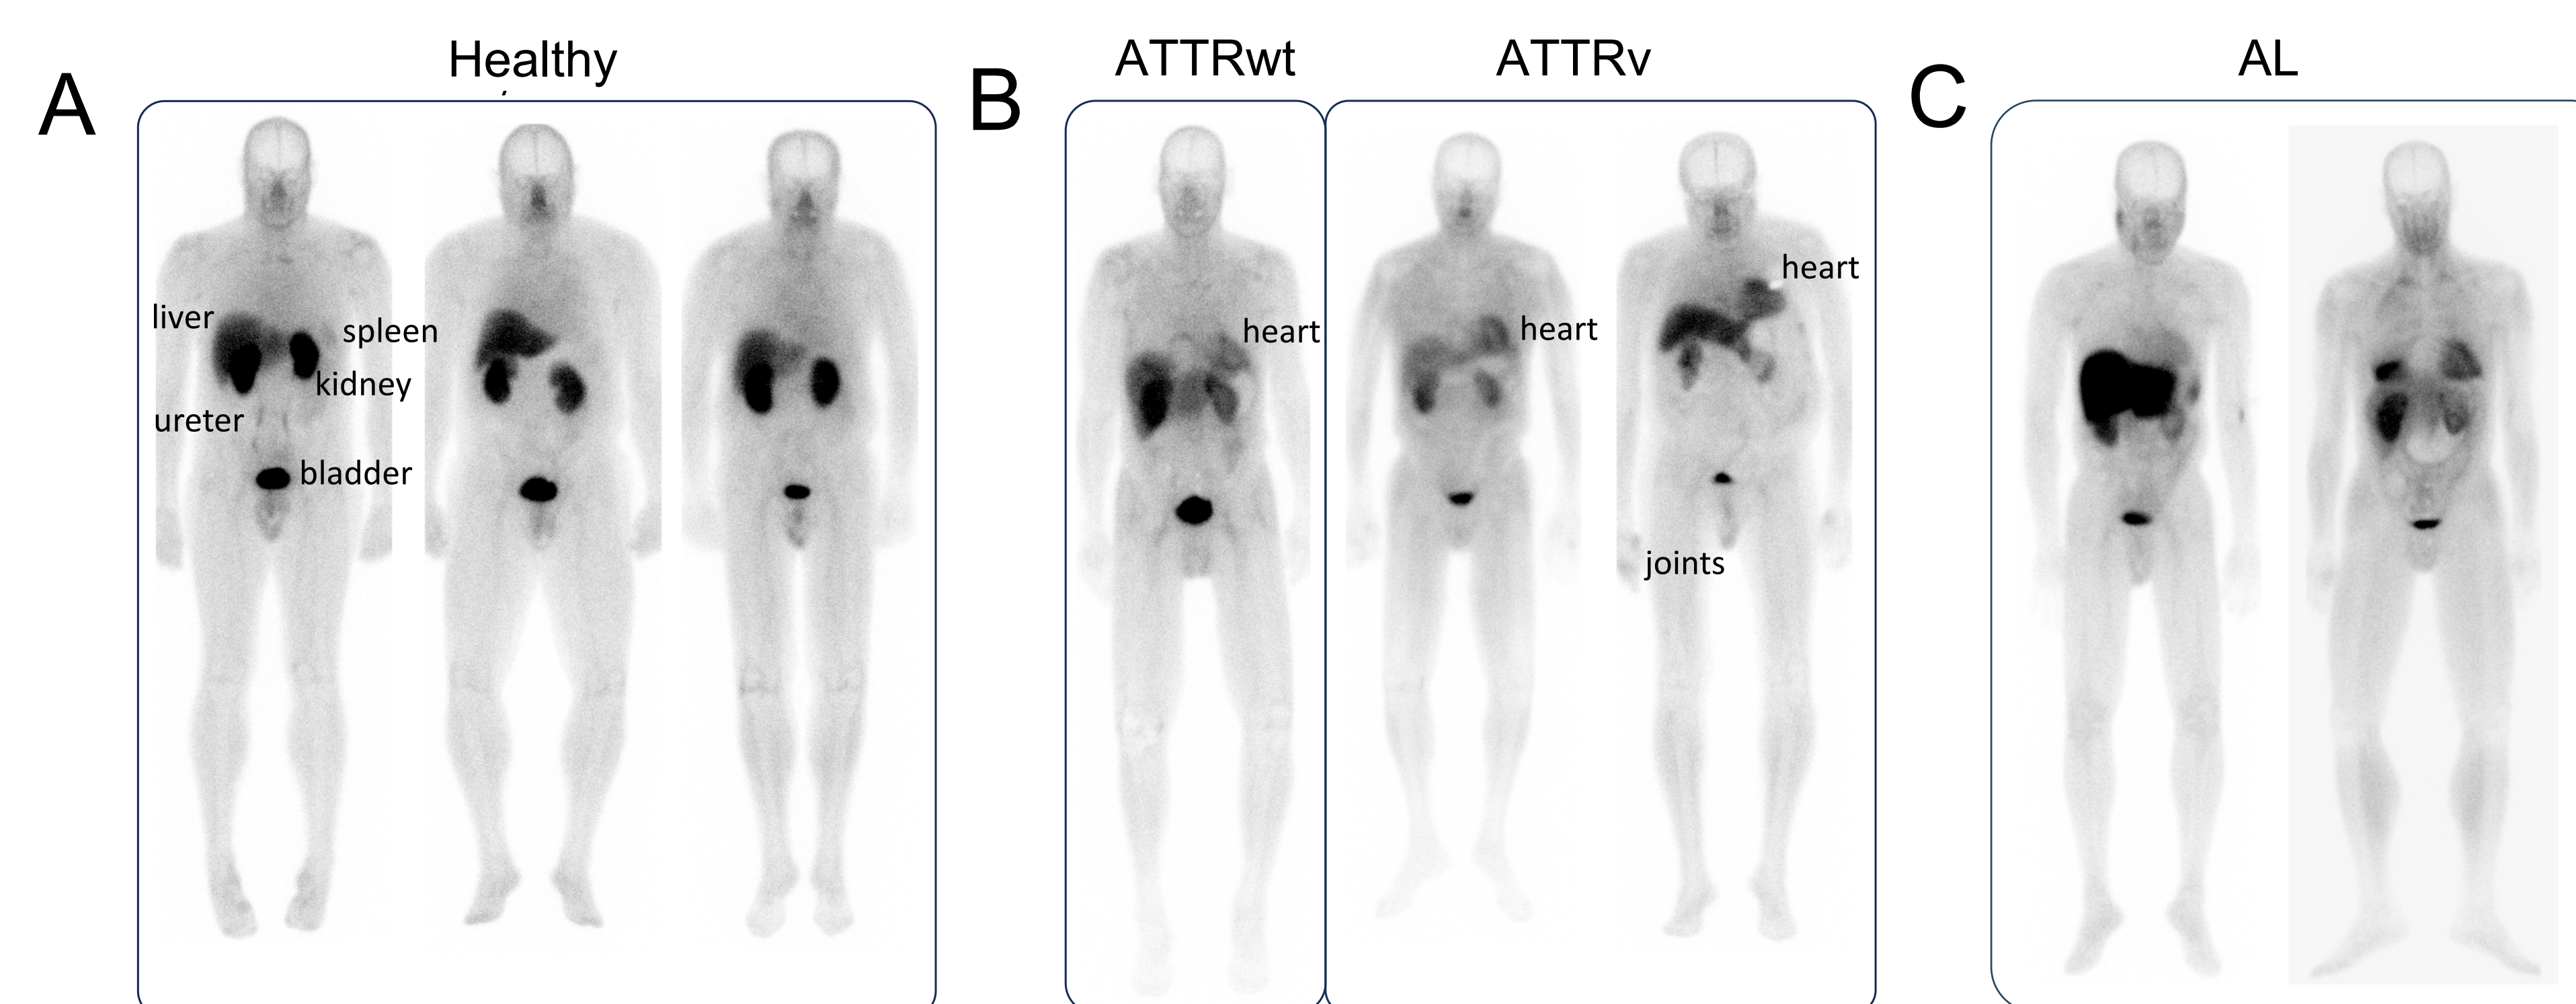 A
Healthy
liver
spleen
kidney
ureter
bladder
B
ATTRwt
ATTRv
heart
heart
heart
joints
C
AL